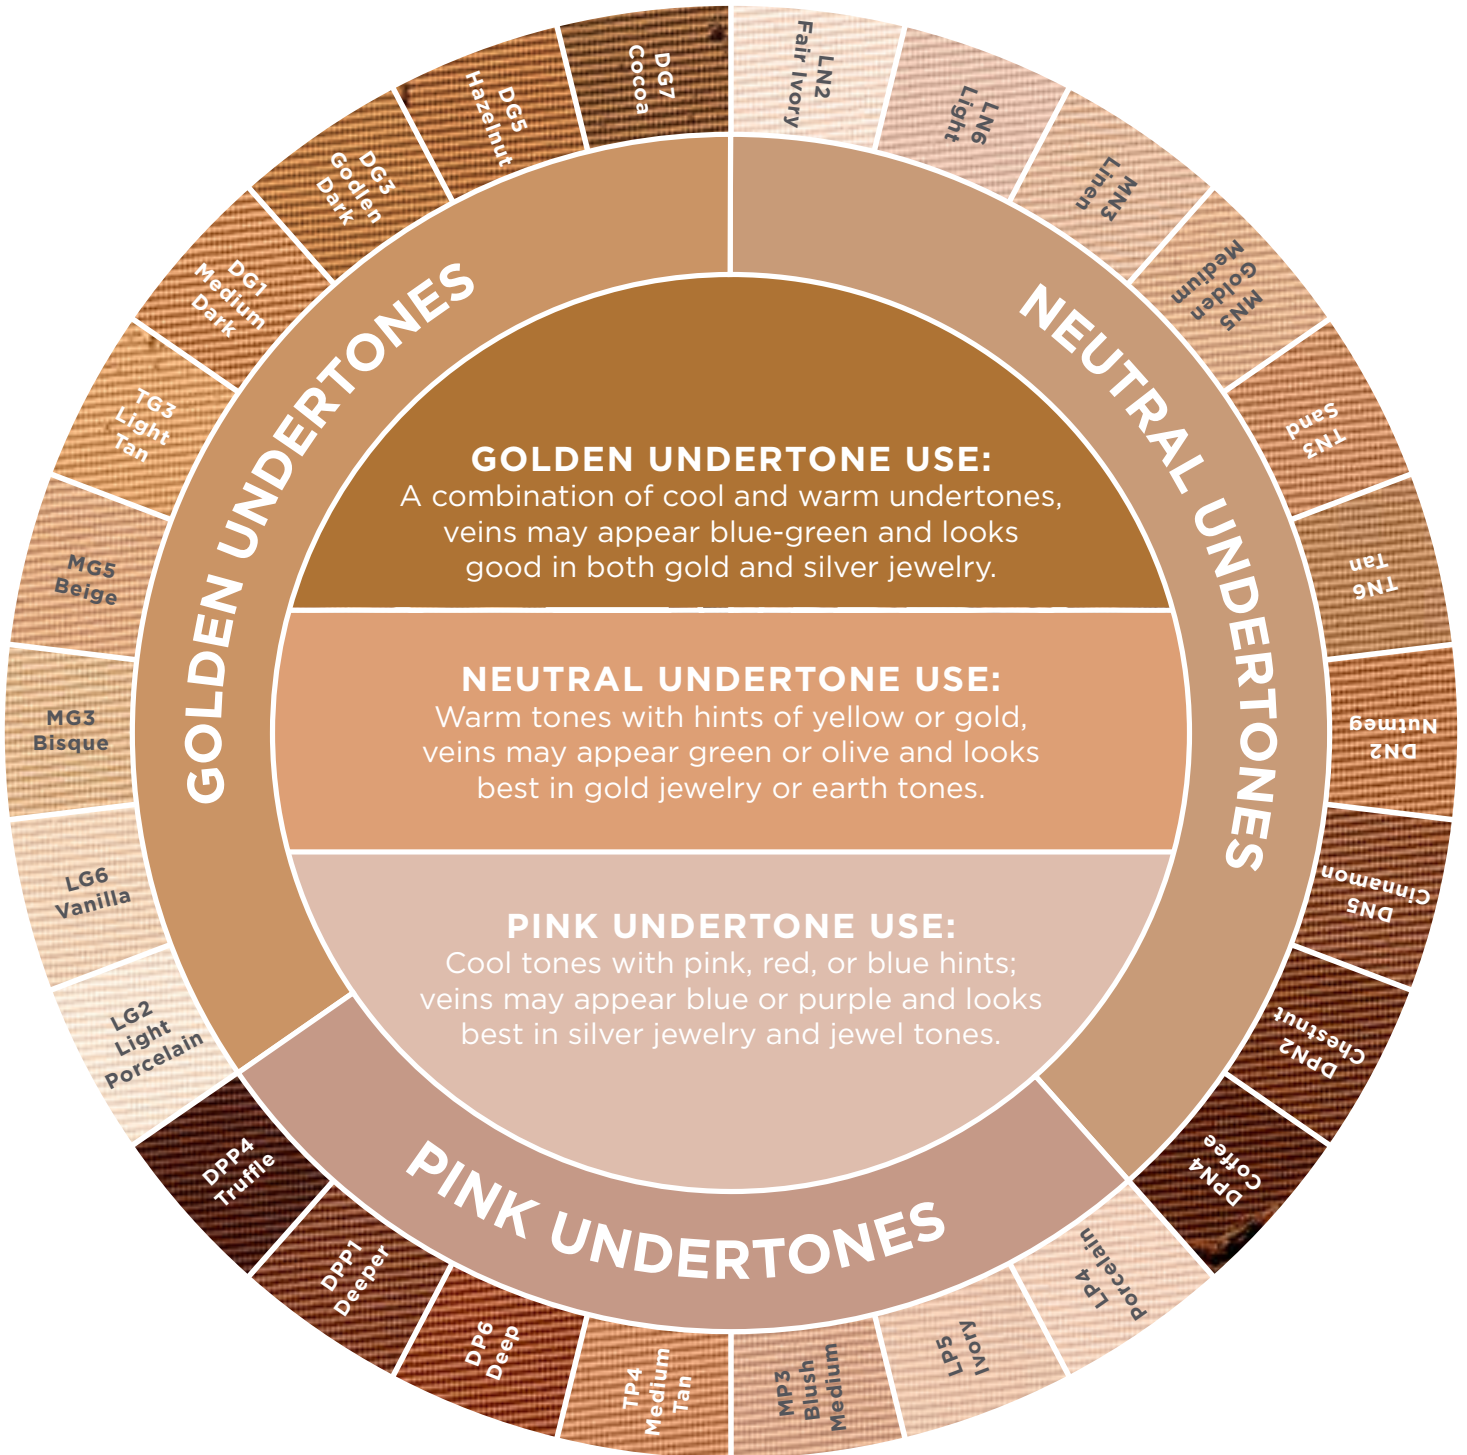 GOLDEN UNDERTONES
NEUTRAL UNDERTONES
PINK UNDERTONES
GOLDEN UNDERTONE USE:
A combination of cool and warm undertones,
veins may appear blue-green and looks
good in both gold and silver jewelry.
NEUTRAL UNDERTONE USE:
Warm tones with hints of yellow or gold,
veins may appear green or olive and looks
best in gold jewelry or earth tones.
PINK UNDERTONE USE:
Cool tones with pink, red, or blue hints;
veins may appear blue or purple and looks
best in silver jewelry and jewel tones.
LN2
Fair Ivory
LN6
Light
MN3
Linen
MN5
Golden
Medium
TN3
Sand
TN6
Tan
DN2
Nutmeg
DN5
Cinnamon
DPN2
Chestnut
DPN4
Coffee
LP4
Porcelain
LP5
Ivory
MP3
Blush
Medium
TP4
Medium
Tan
DP6
Deep
DPP1
Deeper
DPP4
Truffle
LG2
Light
Porcelain
LG6
Vanilla
MG3
Bisque
MG5
Beige
TG3
Light
Tan
DG1
Medium
Dark
DG3
Godlen
Dark
DG5
Hazelnut
DG7
Cocoa